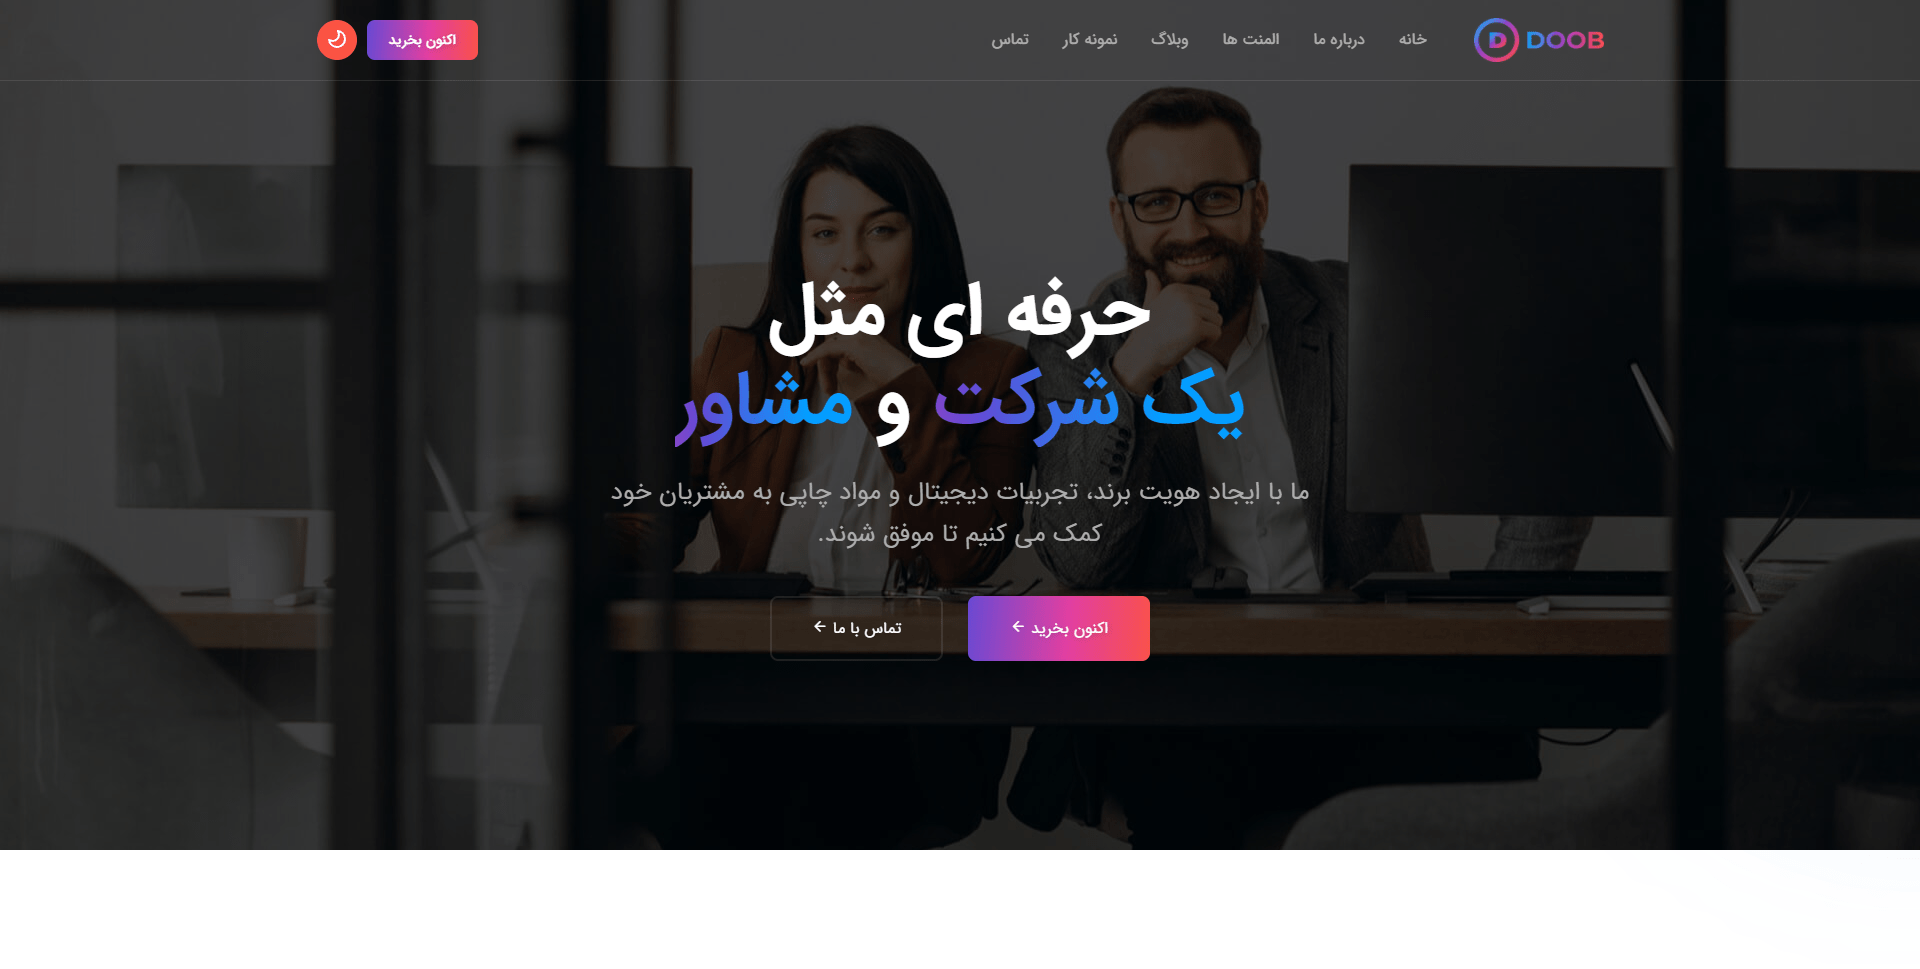 DOOB
خانه
درباره ما
المنت ها
وبلاگ
نمونه کار
تماس
اکنون بخرید
حرفه ای مثل
یک شرکت و مشاور
ما با ایجاد هویت برند، تجربیات دیجیتال و مواد چاپی به مشتریان خود
کمک می کنیم تا موفق شوند.
اکنون بخرید
تماس با ما